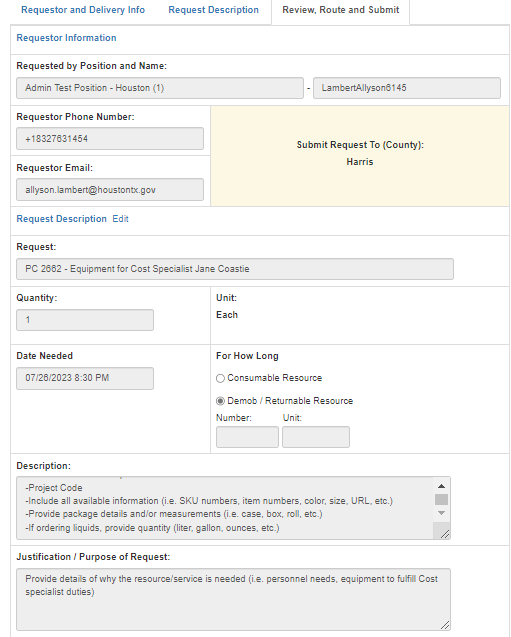 Requestor and Delivery Info Request Description Review, Route and Submit
Requestor Information
Requested by Position and Name:
Admin Test Position - Houston (1) - LambertAllyson6145
Requestor Phone Number:
+18327631454
Submit Request To (County):
Harris
Requestor Email:
allyson.lambert@houstontx.gov
Request Description Edit
Request:
PC 2662 - Equipment for Cost Specialist Jane Coastie
Quantity: Unit:
1 Each
Date Needed For How Long
07/26/2023 8:30 PM Consumable Resource
Demob / Returnable Resource
Number: Unit:
Description:
-Project Code
-Include all available information (i.e. SKU numbers, item numbers, color, size, URL, etc.)
-Provide package details and/or measurements (i.e. case, box, roll, etc.)
-If ordering liquids, provide quantity (liter, gallon, ounces, etc.)
Justification / Purpose of Request:
Provide details of why the resource/service is needed (i.e. personnel needs, equipment to fulfill Cost
specialist duties)